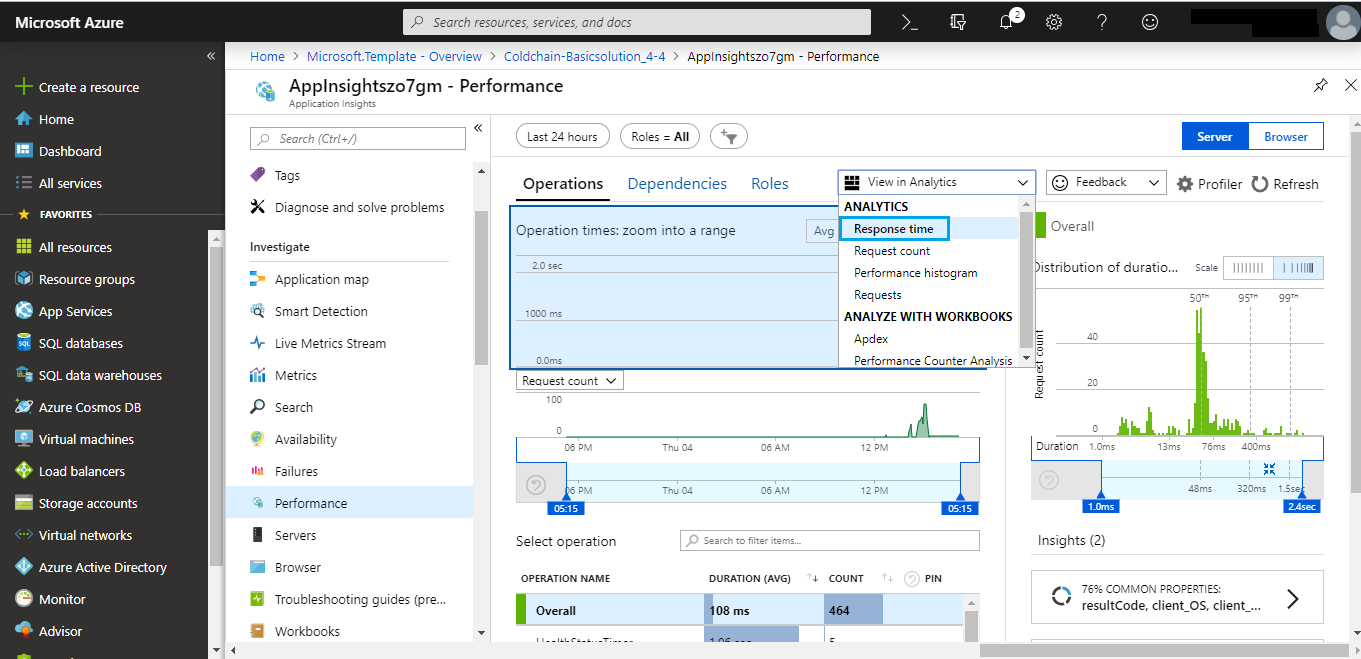 Microsoft Azure
Search resources, services, and docs
2
Home > Microsoft.Template - Overview > Coldchain-Basicsolution_4-4 > AppInsightszo7gm - Performance
AppInsightszo7gm - Performance
Application Insights
Create a resource
Home
Dashboard
All services
FAVORITES
All resources
Resource groups
App Services
SQL databases
SQL data warehouses
Azure Cosmos DB
Virtual machines
Load balancers
Storage accounts
Virtual networks
Azure Active Directory
Monitor
Advisor
Search (Ctrl+/)
Tags
Diagnose and solve problems
Investigate
Application map
Smart Detection
Live Metrics Stream
Metrics
Search
Availability
Failures
Performance
Servers
Browser
Troubleshooting guides (pre...
Workbooks
Last 24 hours
Roles = All
Server
Browser
Operations
Dependencies
Roles
View in Analytics
Feedback
Profiler
Refresh
ANALYTICS
Response time
Request count
Performance histogram
Requests
ANALYZE WITH WORKBOOKS
Apdex
Performance Counter Analysis
Operation times: zoom into a range
Avg
2.0 sec
1000 ms
0.0ms
Request count
100
0
06 PM Thu 04 06 AM 12 PM
06 PM Thu 04 06 AM 12 PM
05:15 05:15
Select operation
Search to filter items...
OPERATION NAME DURATION (AVG) COUNT PIN
Overall 108 ms 464
Overall
Distribution of duratio...
Scale
50TH 95TH 99TH
Request count
40
20
0
Duration 1.0ms 13ms 76ms 400ms
48ms 320ms 1.5sec
1.0ms 2.4sec
Insights (2)
76% COMMON PROPERTIES:
resultCode, client_OS, client_...